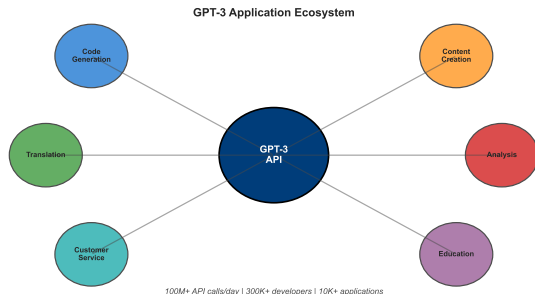 GPT-3 Application Ecosystem
Code
Generation
Content
Creation
Translation
GPT-3
API
Analysis
Customer
Service
Education
100M+ API calls/day | 300K+ developers | 10K+ applications